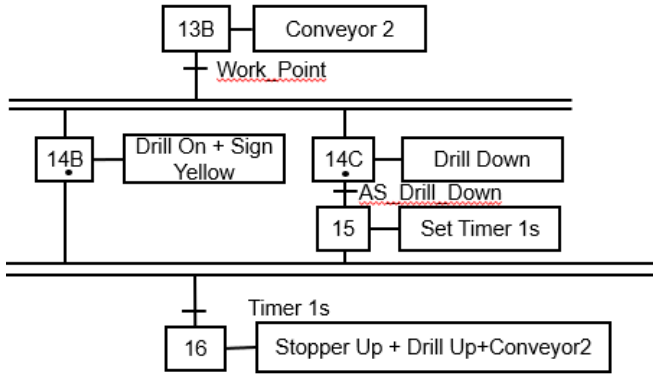 13B
Conveyor 2
Work_Point
14B
Drill On + Sign
Yellow
14C
Drill Down
AS_Drill_Down
15
Set Timer 1s
Timer 1s
16
Stopper Up + Drill Up+Conveyor2